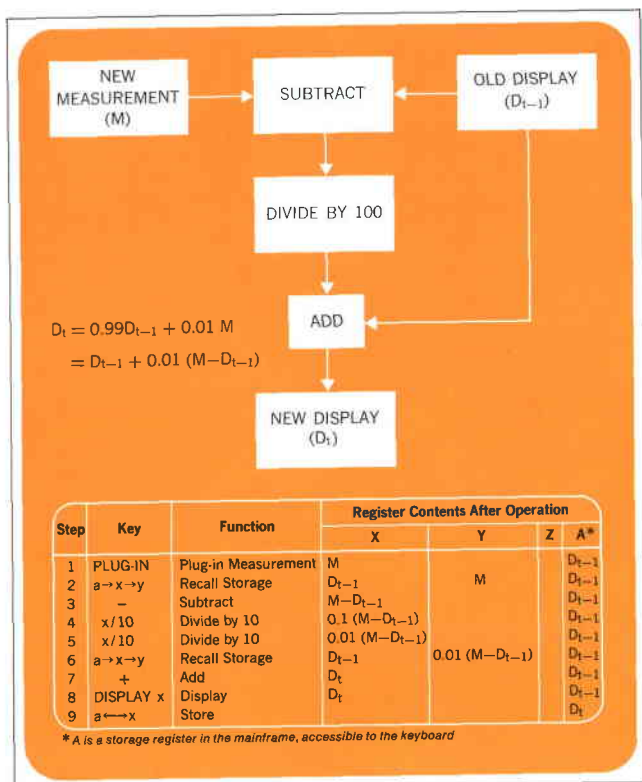 NEW
MEASUREMENT
(M)
SUBTRACT
OLD DISPLAY
(Dt−1)
DIVIDE BY 100
ADD
Dt = 0.99Dt−1 + 0.01 M
= Dt−1 + 0.01 (M−Dt−1)
NEW DISPLAY
(Dt)
Step Key Function Register Contents After Operation
X Y Z A*
1 PLUG-IN Plug-in Measurement M Dt−1
2 a→x→y Recall Storage Dt−1 M Dt−1
3 − Subtract M−Dt−1 Dt−1
4 x/10 Divide by 10 0.1 (M−Dt−1) Dt−1
5 x/10 Divide by 10 0.01 (M−Dt−1) Dt−1
6 a→x→y Recall Storage Dt−1 0.01 (M−Dt−1) Dt−1
7 + Add Dt Dt−1
8 DISPLAY x Display Dt Dt−1
9 a←→x Store Dt
* A is a storage register in the mainframe, accessible to the keyboard